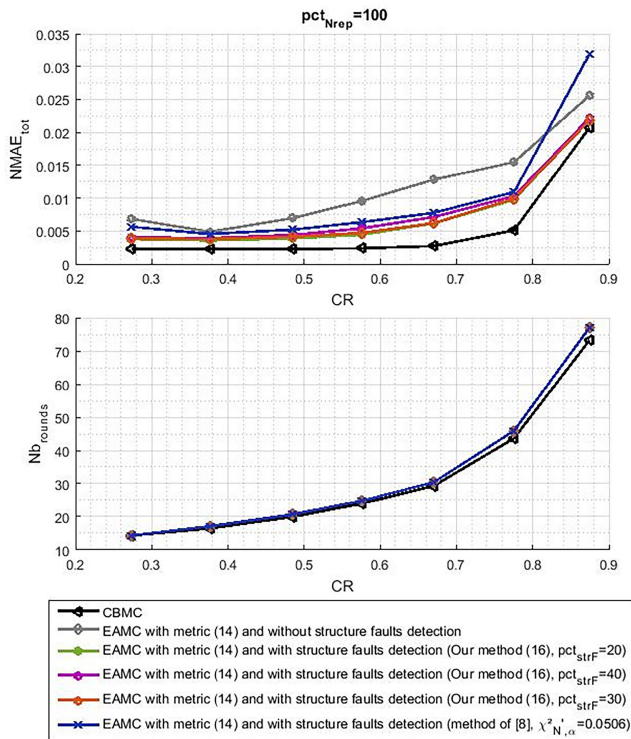 pct_Nrep=100
NMAE_tot
0.035
0.03
0.025
0.02
0.015
0.01
0.005
0
0.2 0.3 0.4 0.5 0.6 0.7 0.8 0.9
CR
Nb_rounds
80
70
60
50
40
30
20
10
0.2 0.3 0.4 0.5 0.6 0.7 0.8 0.9
CR
CBMC
EAMC with metric (14) and without structure faults detection
EAMC with metric (14) and with structure faults detection (Our method (16), pct_strF=20)
EAMC with metric (14) and with structure faults detection (Our method (16), pct_strF=40)
EAMC with metric (14) and with structure faults detection (Our method (16), pct_strF=30)
EAMC with metric (14) and with structure faults detection (method of [8], χ²_N',α=0.0506)